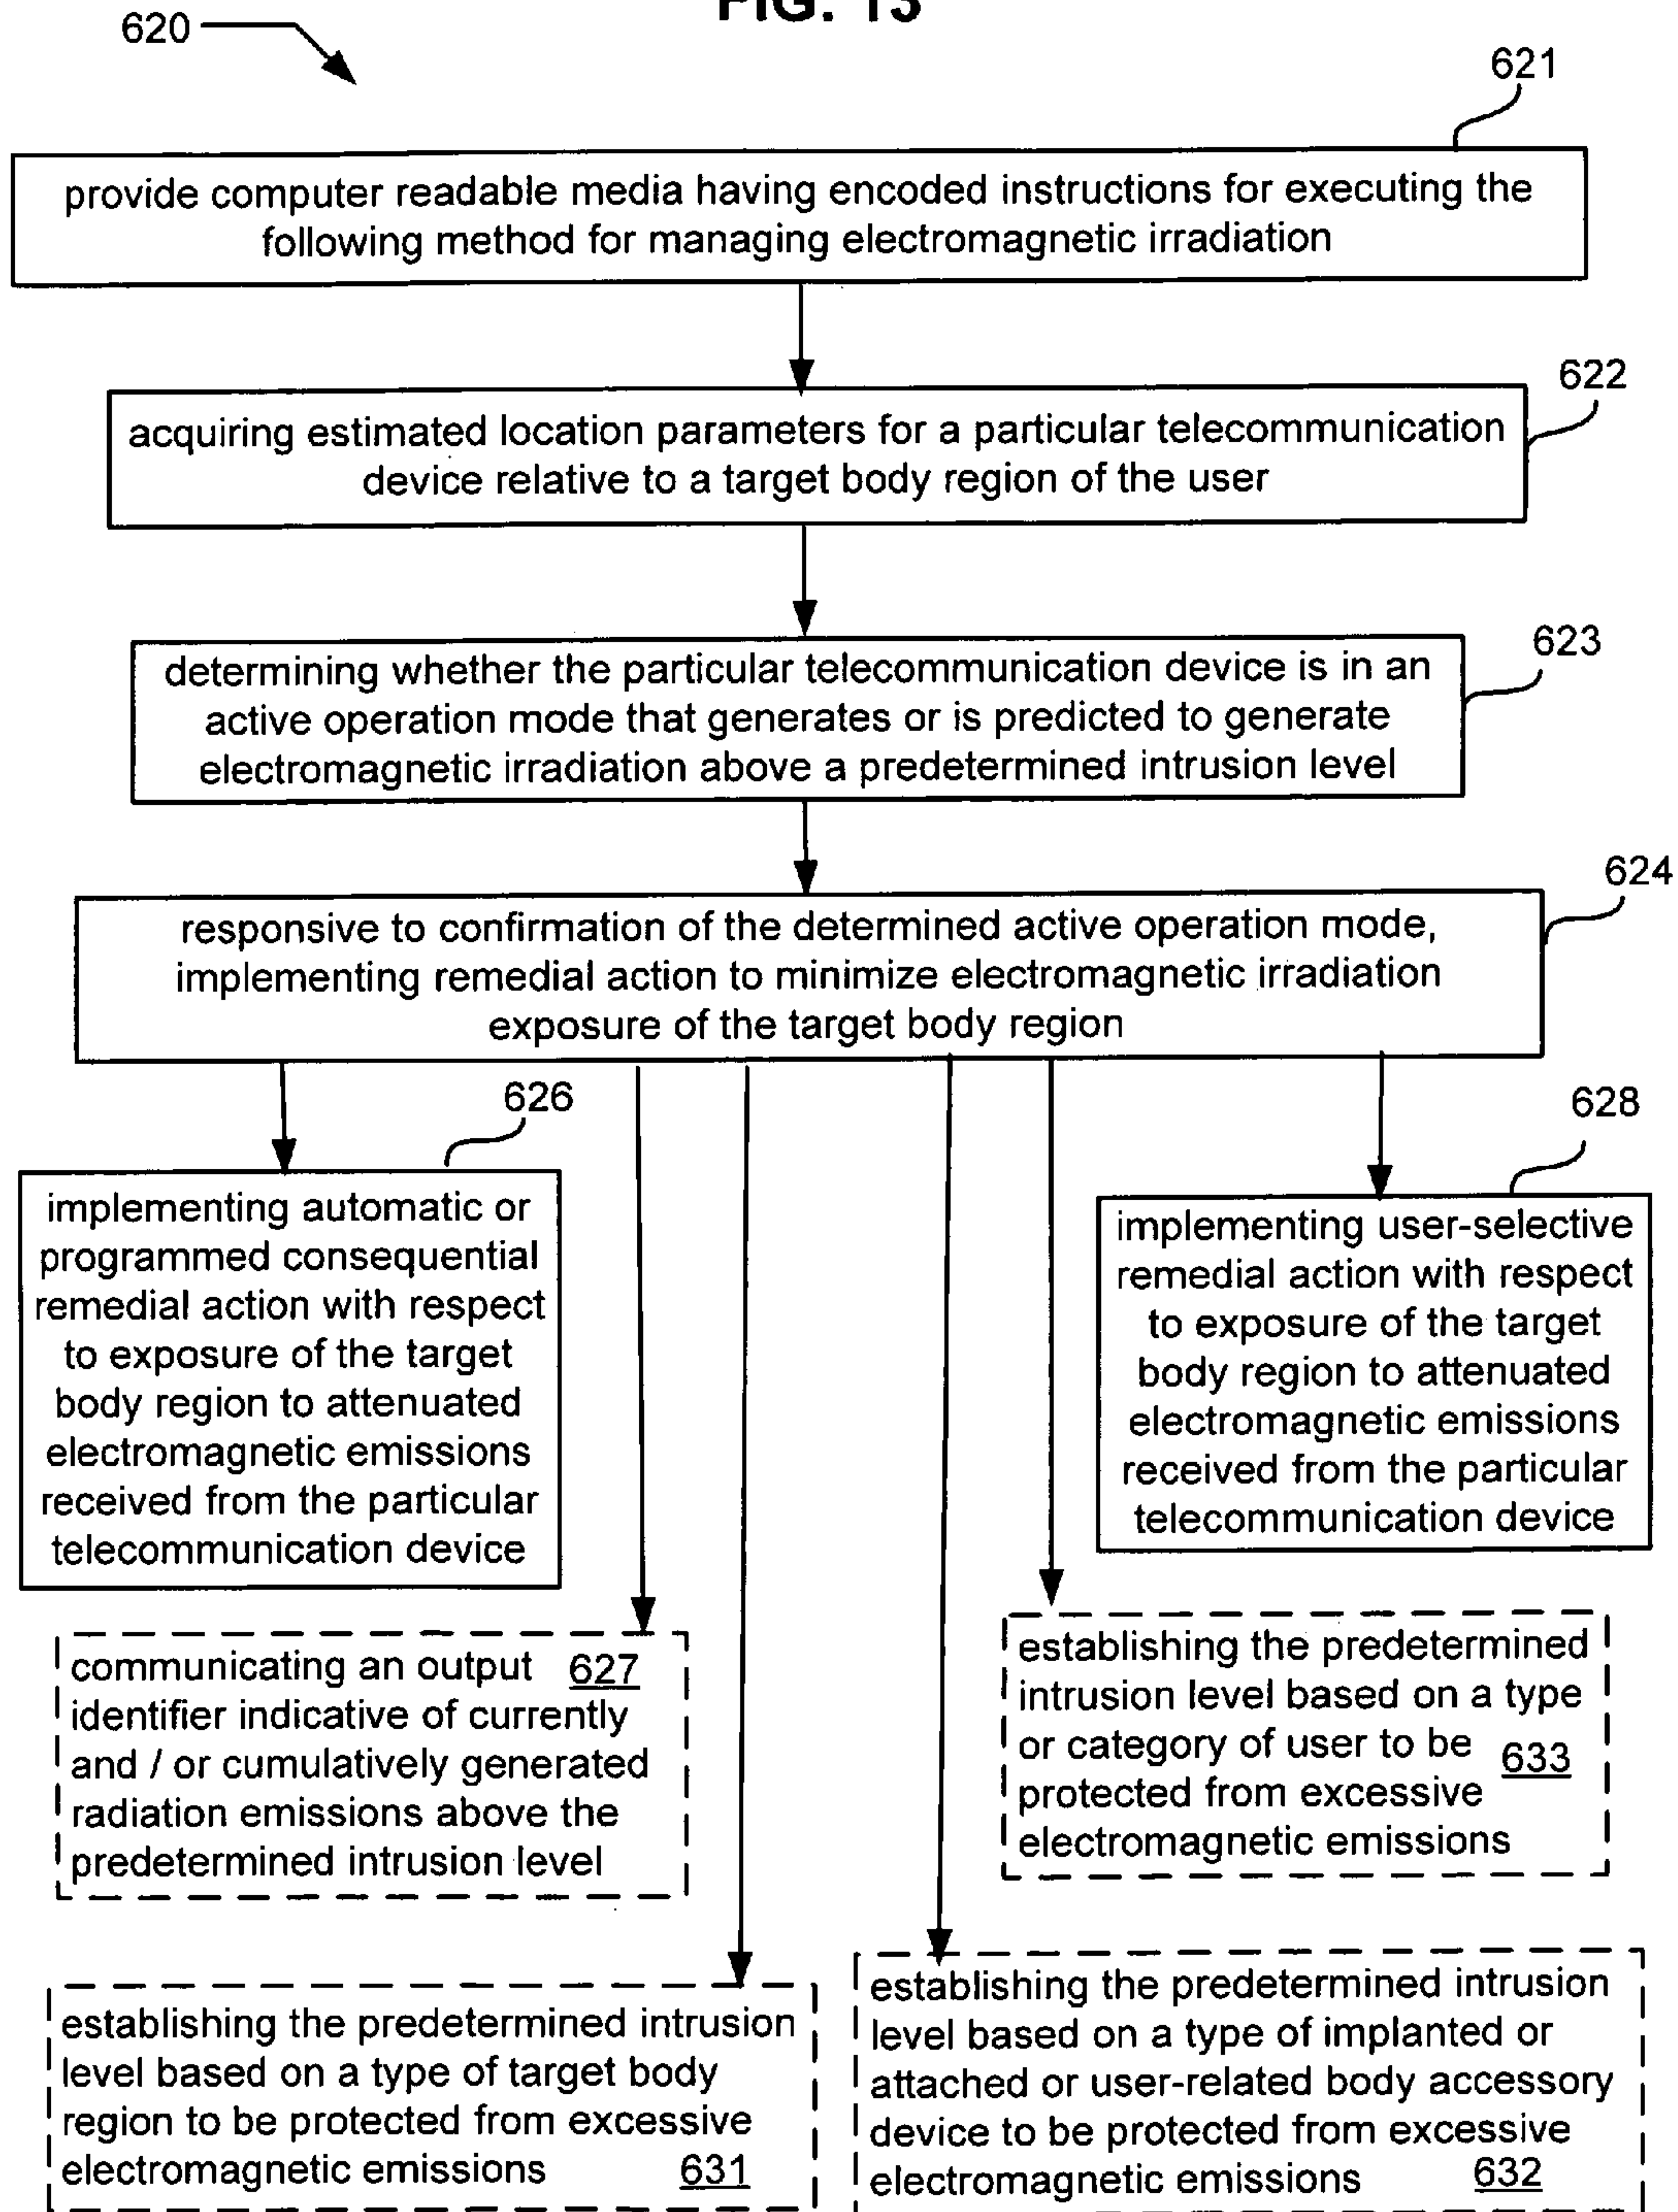 FIG. 13
620
621
provide computer readable media having encoded instructions for executing the
following method for managing electromagnetic irradiation
622
acquiring estimated location parameters for a particular telecommunication
device relative to a target body region of the user
623
determining whether the particular telecommunication device is in an
active operation mode that generates or is predicted to generate
electromagnetic irradiation above a predetermined intrusion level
624
responsive to confirmation of the determined active operation mode,
implementing remedial action to minimize electromagnetic irradiation
exposure of the target body region
626
implementing automatic or
programmed consequential
remedial action with respect
to exposure of the target
body region to attenuated
electromagnetic emissions
received from the particular
telecommunication device
628
implementing user-selective
remedial action with respect
to exposure of the target
body region to attenuated
electromagnetic emissions
received from the particular
telecommunication device
communicating an output 627
identifier indicative of currently
and / or cumulatively generated
radiation emissions above the
predetermined intrusion level
establishing the predetermined
intrusion level based on a type
or category of user to be 633
protected from excessive
electromagnetic emissions
establishing the predetermined intrusion
level based on a type of target body
region to be protected from excessive
electromagnetic emissions 631
establishing the predetermined intrusion
level based on a type of implanted or
attached or user-related body accessory
device to be protected from excessive
electromagnetic emissions 632